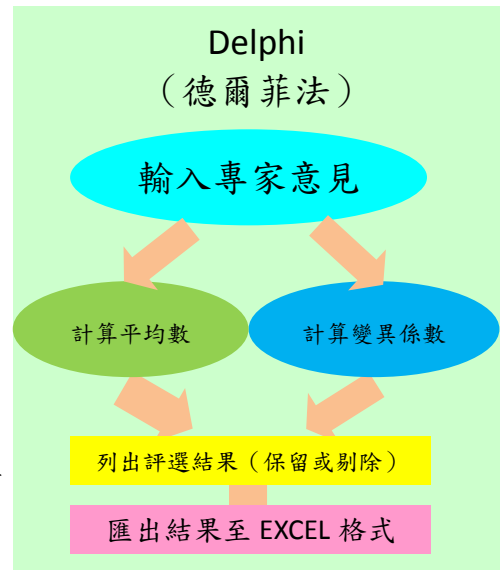 Delphi
（德爾菲法）
輸入專家意見
計算平均數
計算變異係數
列出評選結果（保留或剔除）
匯出結果至 EXCEL 格式